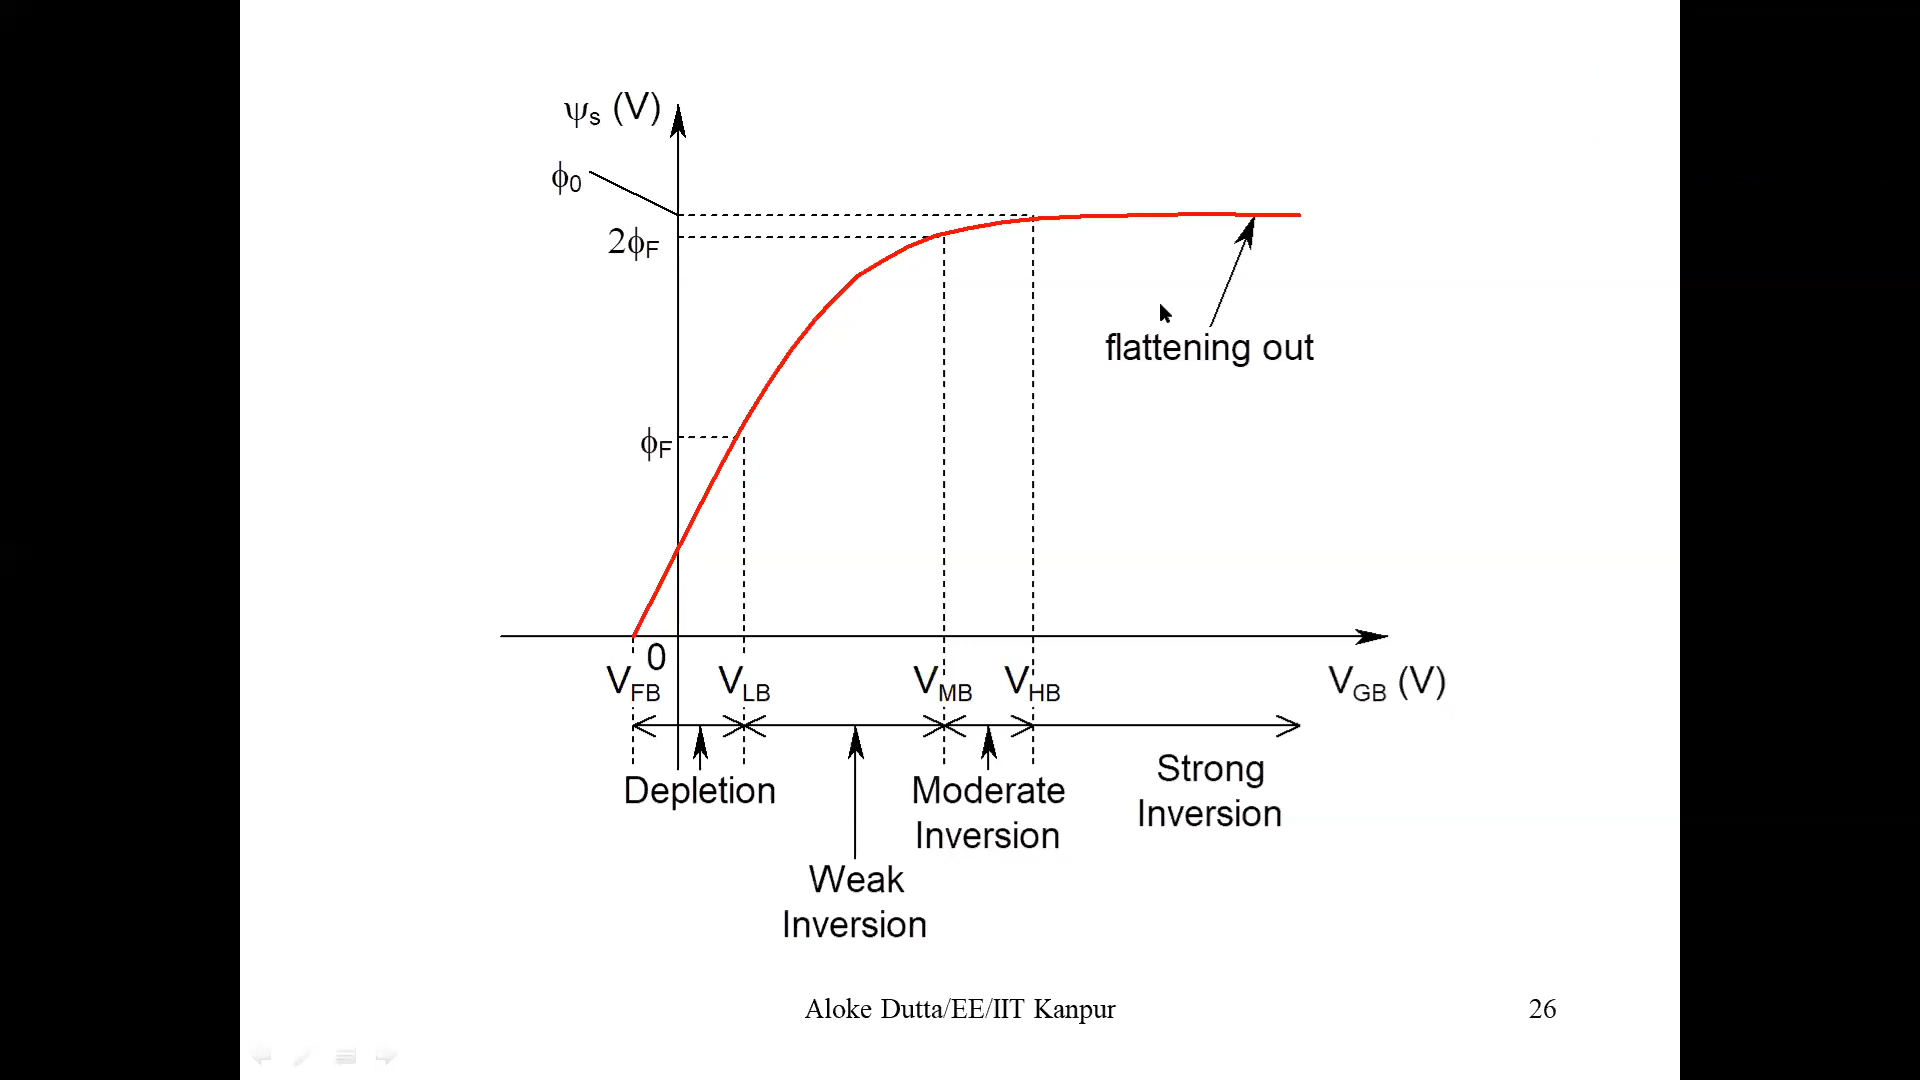 ψs (V)
ϕ0
2ϕF
flattening out
ϕF
0
VFB VLB VMB VHB VGB (V)
Depletion
Moderate
Inversion
Strong
Inversion
Weak
Inversion
Aloke Dutta/EE/IIT Kanpur 26